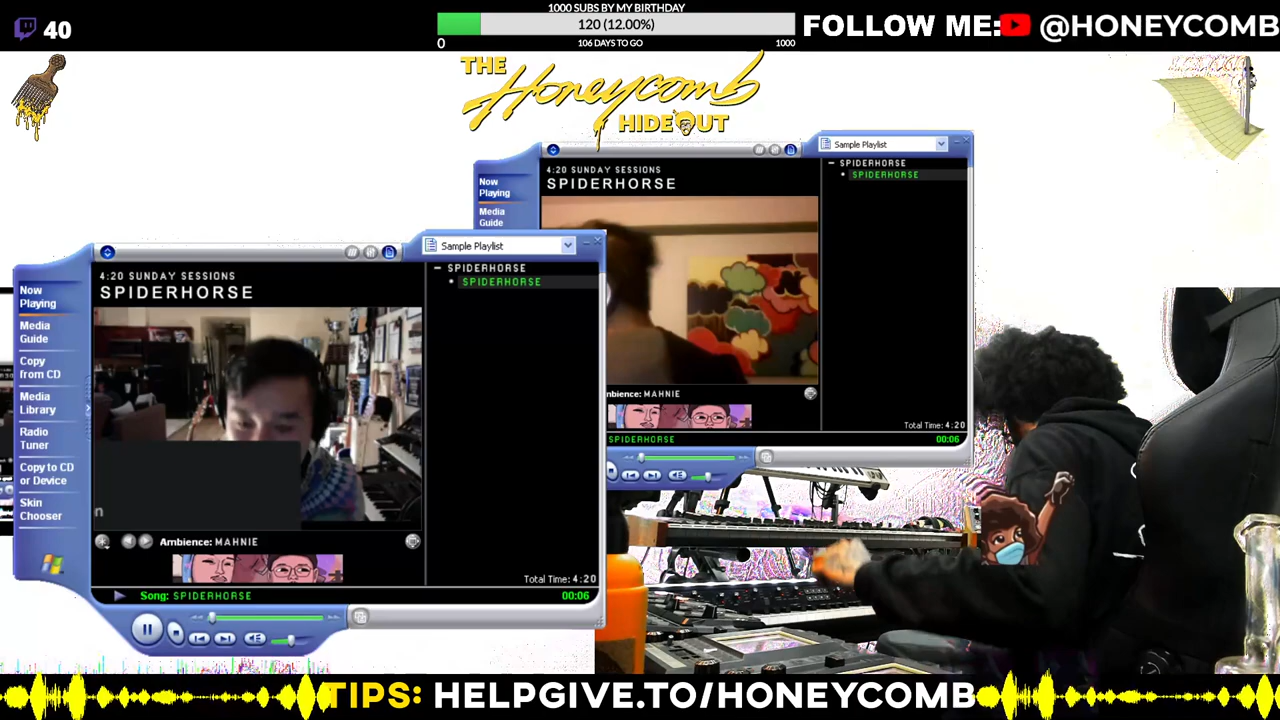 40
1000 SUBS BY MY BIRTHDAY
120 (12.00%)
0
106 DAYS TO GO
1000
FOLLOW ME:
@HONEYCOMB
THE
Honeycomb
HIDEOUT
Sample Playlist
4:20 SUNDAY SESSIONS
SPIDERHORSE
SPIDERHORSE
SPIDERHORSE
Now
Playing
Media
Guide
Ambience: MAHNIE
Total Time: 4:20
SPIDERHORSE
00:06
Sample Playlist
4:20 SUNDAY SESSIONS
SPIDERHORSE
SPIDERHORSE
SPIDERHORSE
Now
Playing
Media
Guide
Copy
from CD
Media
Library
Radio
Tuner
Copy to CD
or Device
Skin
Chooser
n
Ambience: MAHNIE
Total Time: 4:20
Song: SPIDERHORSE
00:06
TIPS: HELPGIVE.TO/HONEYCOMB